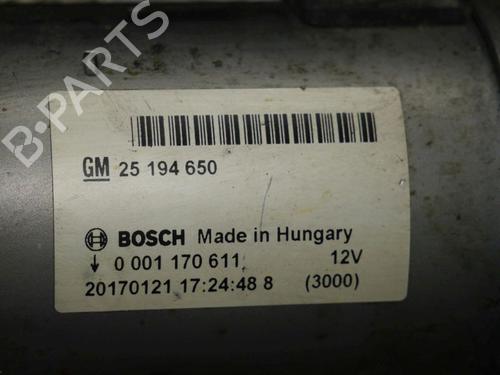 B-PARTS
GM 25 194 650
BOSCH Made in Hungary
0 001 170 611 12V
20170121 17:24:48 8 (3000)